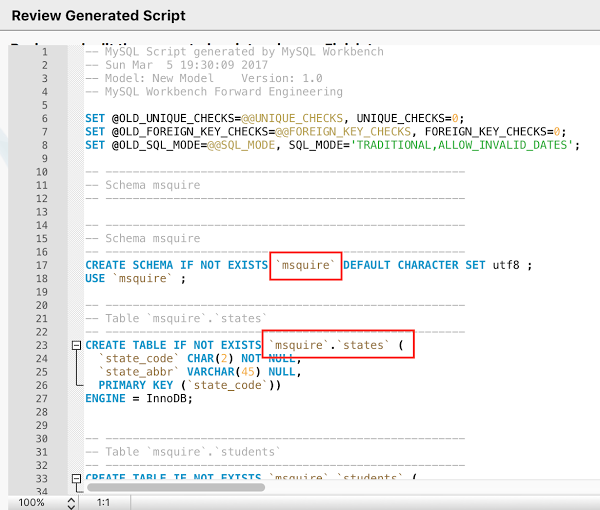 Review Generated Script
1 -- MySQL Script generated by MySQL Workbench
2 -- Sun Mar  5 19:30:09 2017
3 -- Model: New Model    Version: 1.0
4 -- MySQL Workbench Forward Engineering
5
6 SET @OLD_UNIQUE_CHECKS=@@UNIQUE_CHECKS, UNIQUE_CHECKS=0;
7 SET @OLD_FOREIGN_KEY_CHECKS=@@FOREIGN_KEY_CHECKS, FOREIGN_KEY_CHECKS=0;
8 SET @OLD_SQL_MODE=@@SQL_MODE, SQL_MODE='TRADITIONAL,ALLOW_INVALID_DATES';
9
10 -- -----------------------------------------------------
11 -- Schema msquire
12 -- -----------------------------------------------------
13
14 -- -----------------------------------------------------
15 -- Schema msquire
16 -- -----------------------------------------------------
17 CREATE SCHEMA IF NOT EXISTS `msquire` DEFAULT CHARACTER SET utf8 ;
18 USE `msquire` ;
19
20 -- -----------------------------------------------------
21 -- Table `msquire`.`states`
22 -- -----------------------------------------------------
23 CREATE TABLE IF NOT EXISTS `msquire`.`states` (
24   `state_code` CHAR(2) NOT NULL,
25   `state_abbr` VARCHAR(45) NULL,
26   PRIMARY KEY (`state_code`))
27 ENGINE = InnoDB;
28
29
30 -- -----------------------------------------------------
31 -- Table `msquire`.`students`
32 -- -----------------------------------------------------
33 CREATE TABLE IF NOT EXISTS `msquire`.`students` (
34
100% 1:1